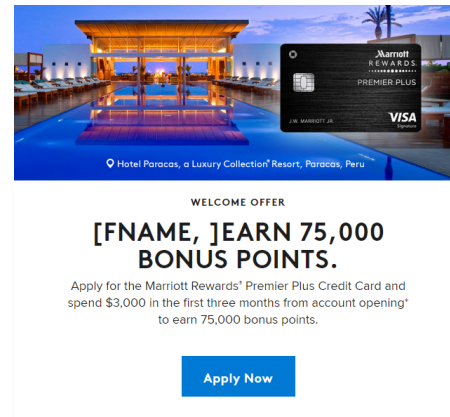 Marriott
REWARDS
PREMIER PLUS
J.W. MARRIOTT JR.
VISA
Signature
Hotel Paracas, a Luxury Collection® Resort, Paracas, Peru
WELCOME OFFER
[FNAME, ]EARN 75,000
BONUS POINTS.
Apply for the Marriott Rewards® Premier Plus Credit Card and
spend $3,000 in the first three months from account opening*
to earn 75,000 bonus points.
Apply Now